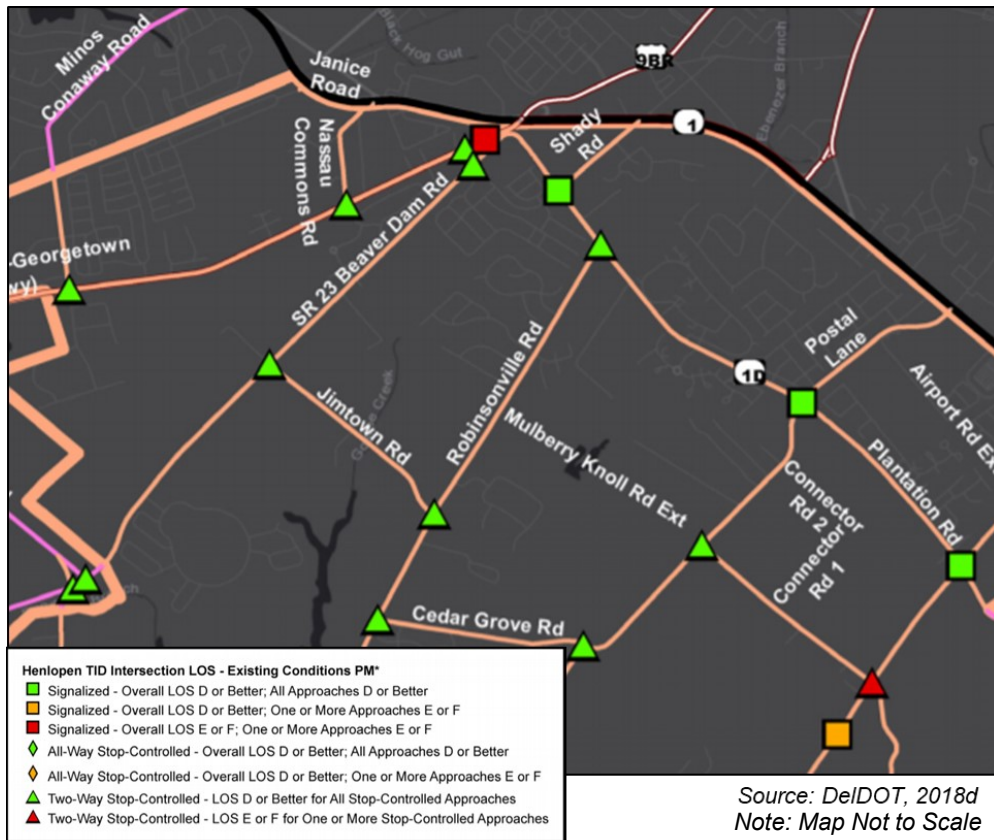 Minos
Conaway Road
Black Hog Gut
Janice
Road
9BR
Ebenezer Branch
1
Nassau
Commons Rd
Shady
Rd
-Georgetown
wy)
SR 23 Beaver Dam Rd
Postal
Lane
1D
Airport Rd Ex
Jimtown Rd
Robinsonville Rd
Mulberry Knoll Rd Ext
Plantation Rd
Connector
Rd 2
Connector
Rd 1
Cedar Grove Rd
Henlopen TID Intersection LOS - Existing Conditions PM*
Signalized - Overall LOS D or Better; All Approaches D or Better
Signalized - Overall LOS D or Better; One or More Approaches E or F
Signalized - Overall LOS E or F; One or More Approaches E or F
All-Way Stop-Controlled - Overall LOS D or Better; All Approaches D or Better
All-Way Stop-Controlled - Overall LOS D or Better; One or More Approaches E or F
Two-Way Stop-Controlled - LOS D or Better for All Stop-Controlled Approaches
Two-Way Stop-Controlled - LOS E or F for One or More Stop-Controlled Approaches
Source: DelDOT, 2018d
Note: Map Not to Scale